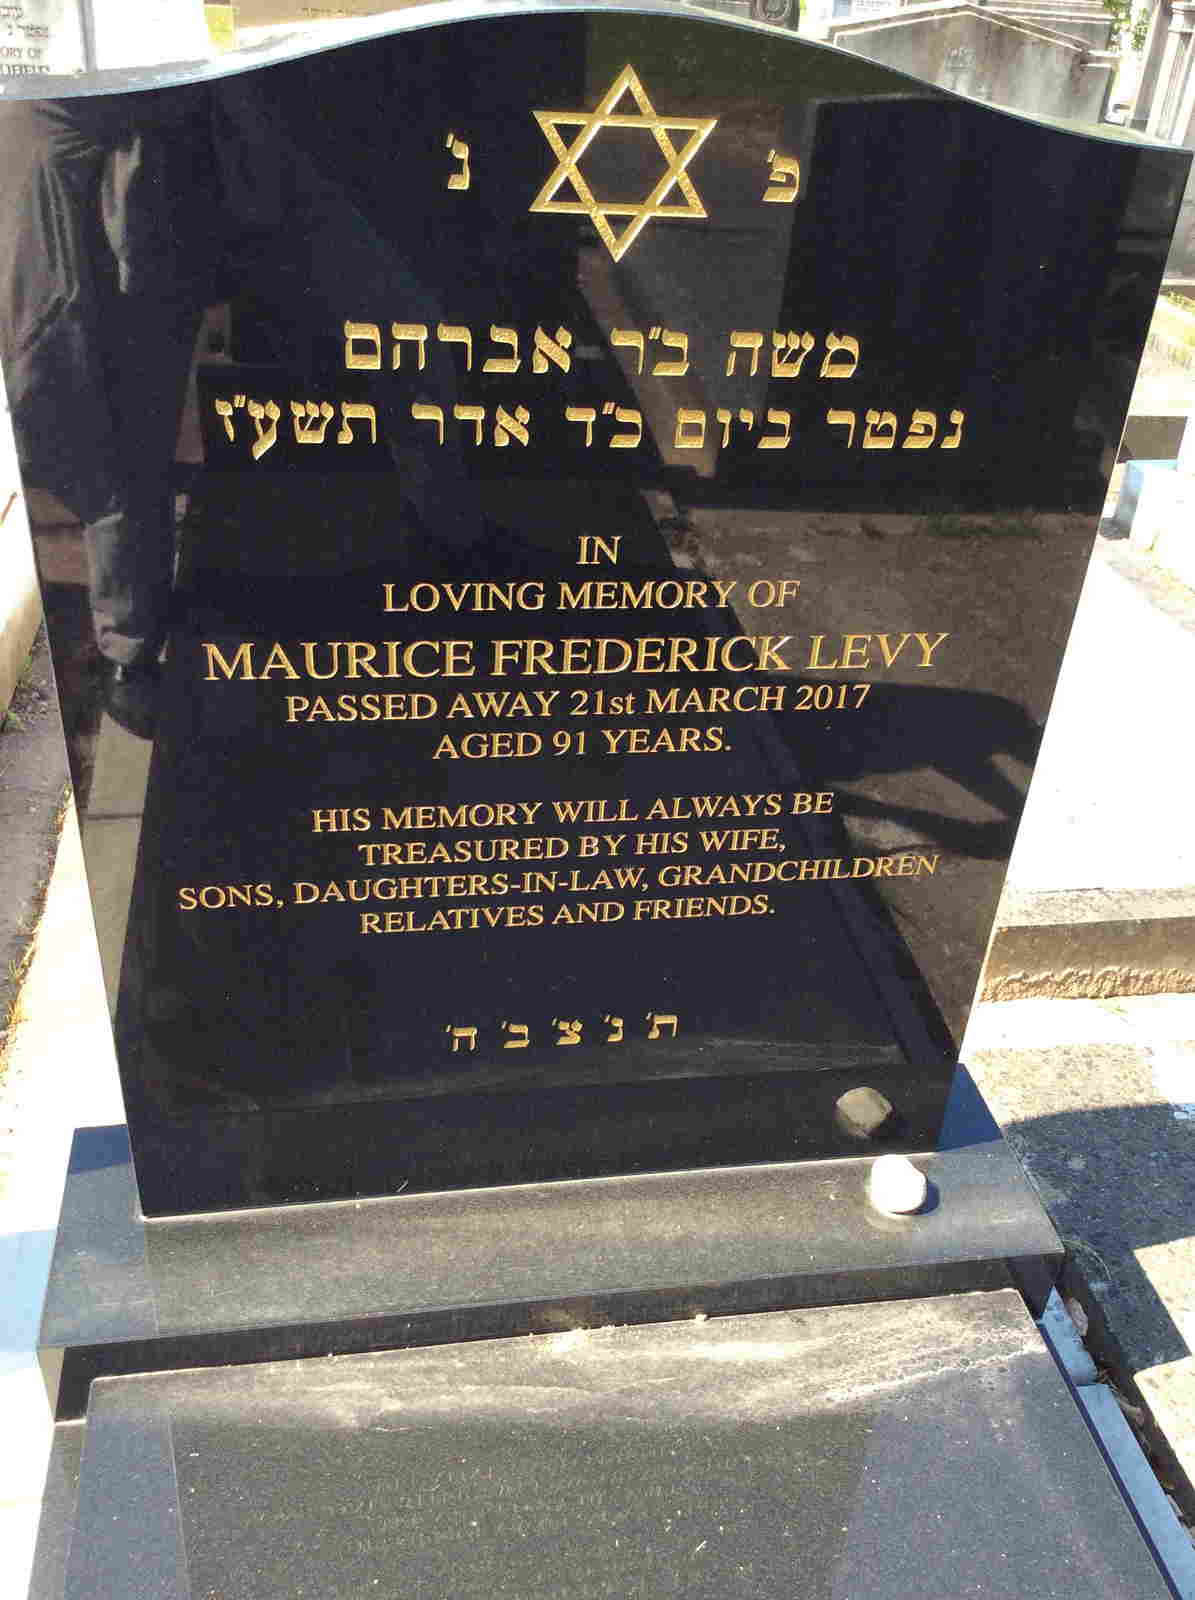 פ' נ'
משה ב"ר אברהם
נפטר ביום כ"ד אדר תשע"ז
IN
LOVING MEMORY OF
MAURICE FREDERICK LEVY
PASSED AWAY 21st MARCH 2017
AGED 91 YEARS.
HIS MEMORY WILL ALWAYS BE
TREASURED BY HIS WIFE,
SONS, DAUGHTERS-IN-LAW, GRANDCHILDREN
RELATIVES AND FRIENDS.
ת' נ' צ' ב' ה'